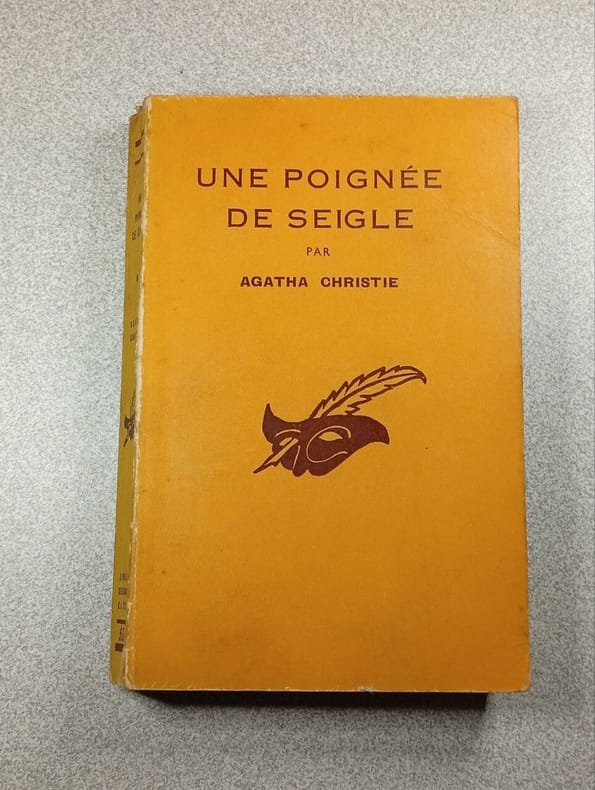 UNE POIGNÉE
DE SEIGLE
PAR
AGATHA CHRISTIE